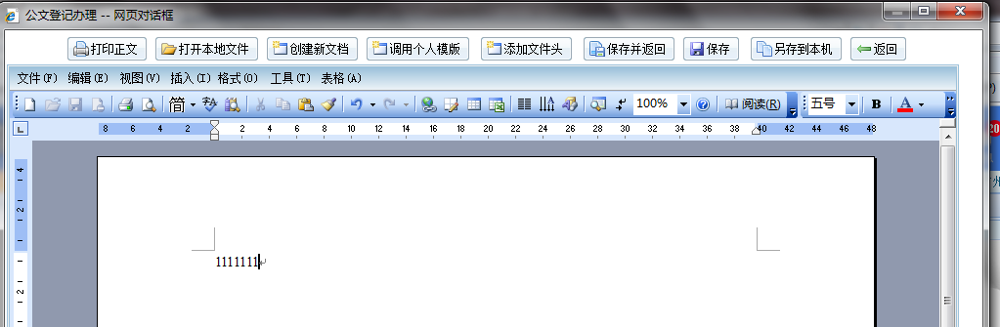 公文登记办理 -- 网页对话框
打印正文 打开本地文件 创建新文档 调用个人模版 添加文件头 保存并返回 保存 另存到本机 返回
文件(F) 编辑(E) 视图(V) 插入(I) 格式(O) 工具(T) 表格(A)
简 100% 阅读(R) 五号 B A
L 8 6 4 2 2 4 6 8 10 12 14 16 18 20 22 24 26 28 30 32 34 36 38 40 42 44 46 48
20
州
4
2
1111111
2